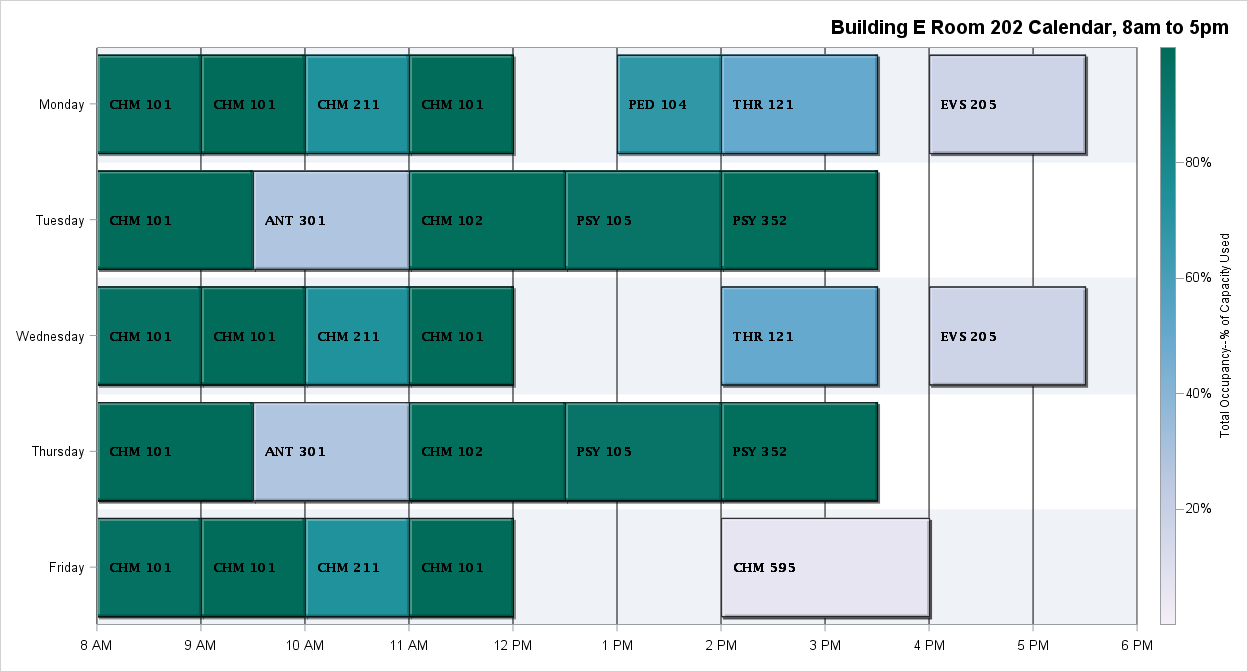 Building E Room 202 Calendar, 8am to 5pm
Monday
CHM 101
CHM 101
CHM 211
CHM 101
PED 104
THR 121
EVS 205
Tuesday
CHM 101
ANT 301
CHM 102
PSY 105
PSY 352
Wednesday
CHM 101
CHM 101
CHM 211
CHM 101
THR 121
EVS 205
Thursday
CHM 101
ANT 301
CHM 102
PSY 105
PSY 352
Friday
CHM 101
CHM 101
CHM 211
CHM 101
CHM 595
8 AM
9 AM
10 AM
11 AM
12 PM
1 PM
2 PM
3 PM
4 PM
5 PM
6 PM
80%
60%
40%
20%
Total Occupancy--% of Capacity Used